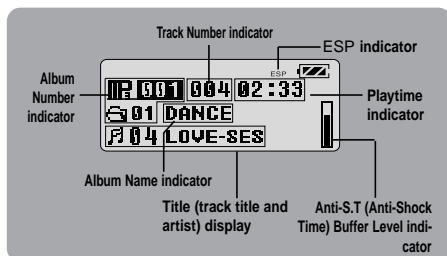 Track Number indicator
ESP indicator
Album
Number
indicator
ESP
001 004 02:33
Playtime
indicator
01 DANCE
04 LOVE-SES
Album Name indicator
Title (track title and
artist) display
Anti-S.T (Anti-Shock
Time) Buffer Level indi-
cator